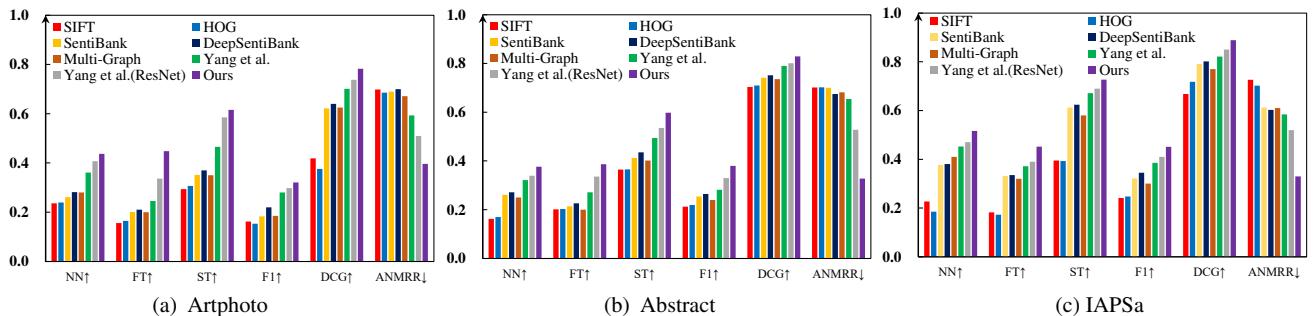 1.0
0.8
0.6
0.4
0.2
0.0
SIFT HOG
SentiBank DeepSentiBank
Multi-Graph Yang et al.
Yang et al.(ResNet) Ours
NN↑ FT↑ ST↑ F1↑ DCG↑ ANMRR↓
(a) Artphoto
1.0
0.8
0.6
0.4
0.2
0.0
SIFT HOG
SentiBank DeepSentiBank
Multi-Graph Yang et al.
Yang et al.(ResNet) Ours
NN↑ FT↑ ST↑ F1↑ DCG↑ ANMRR↓
(b) Abstract
1.0
0.8
0.6
0.4
0.2
0.0
SIFT HOG
SentiBank DeepSentiBank
Multi-Graph Yang et al.
Yang et al.(ResNet) Ours
NN↑ FT↑ ST↑ F1↑ DCG↑ ANMRR↓
(c) IAPSa